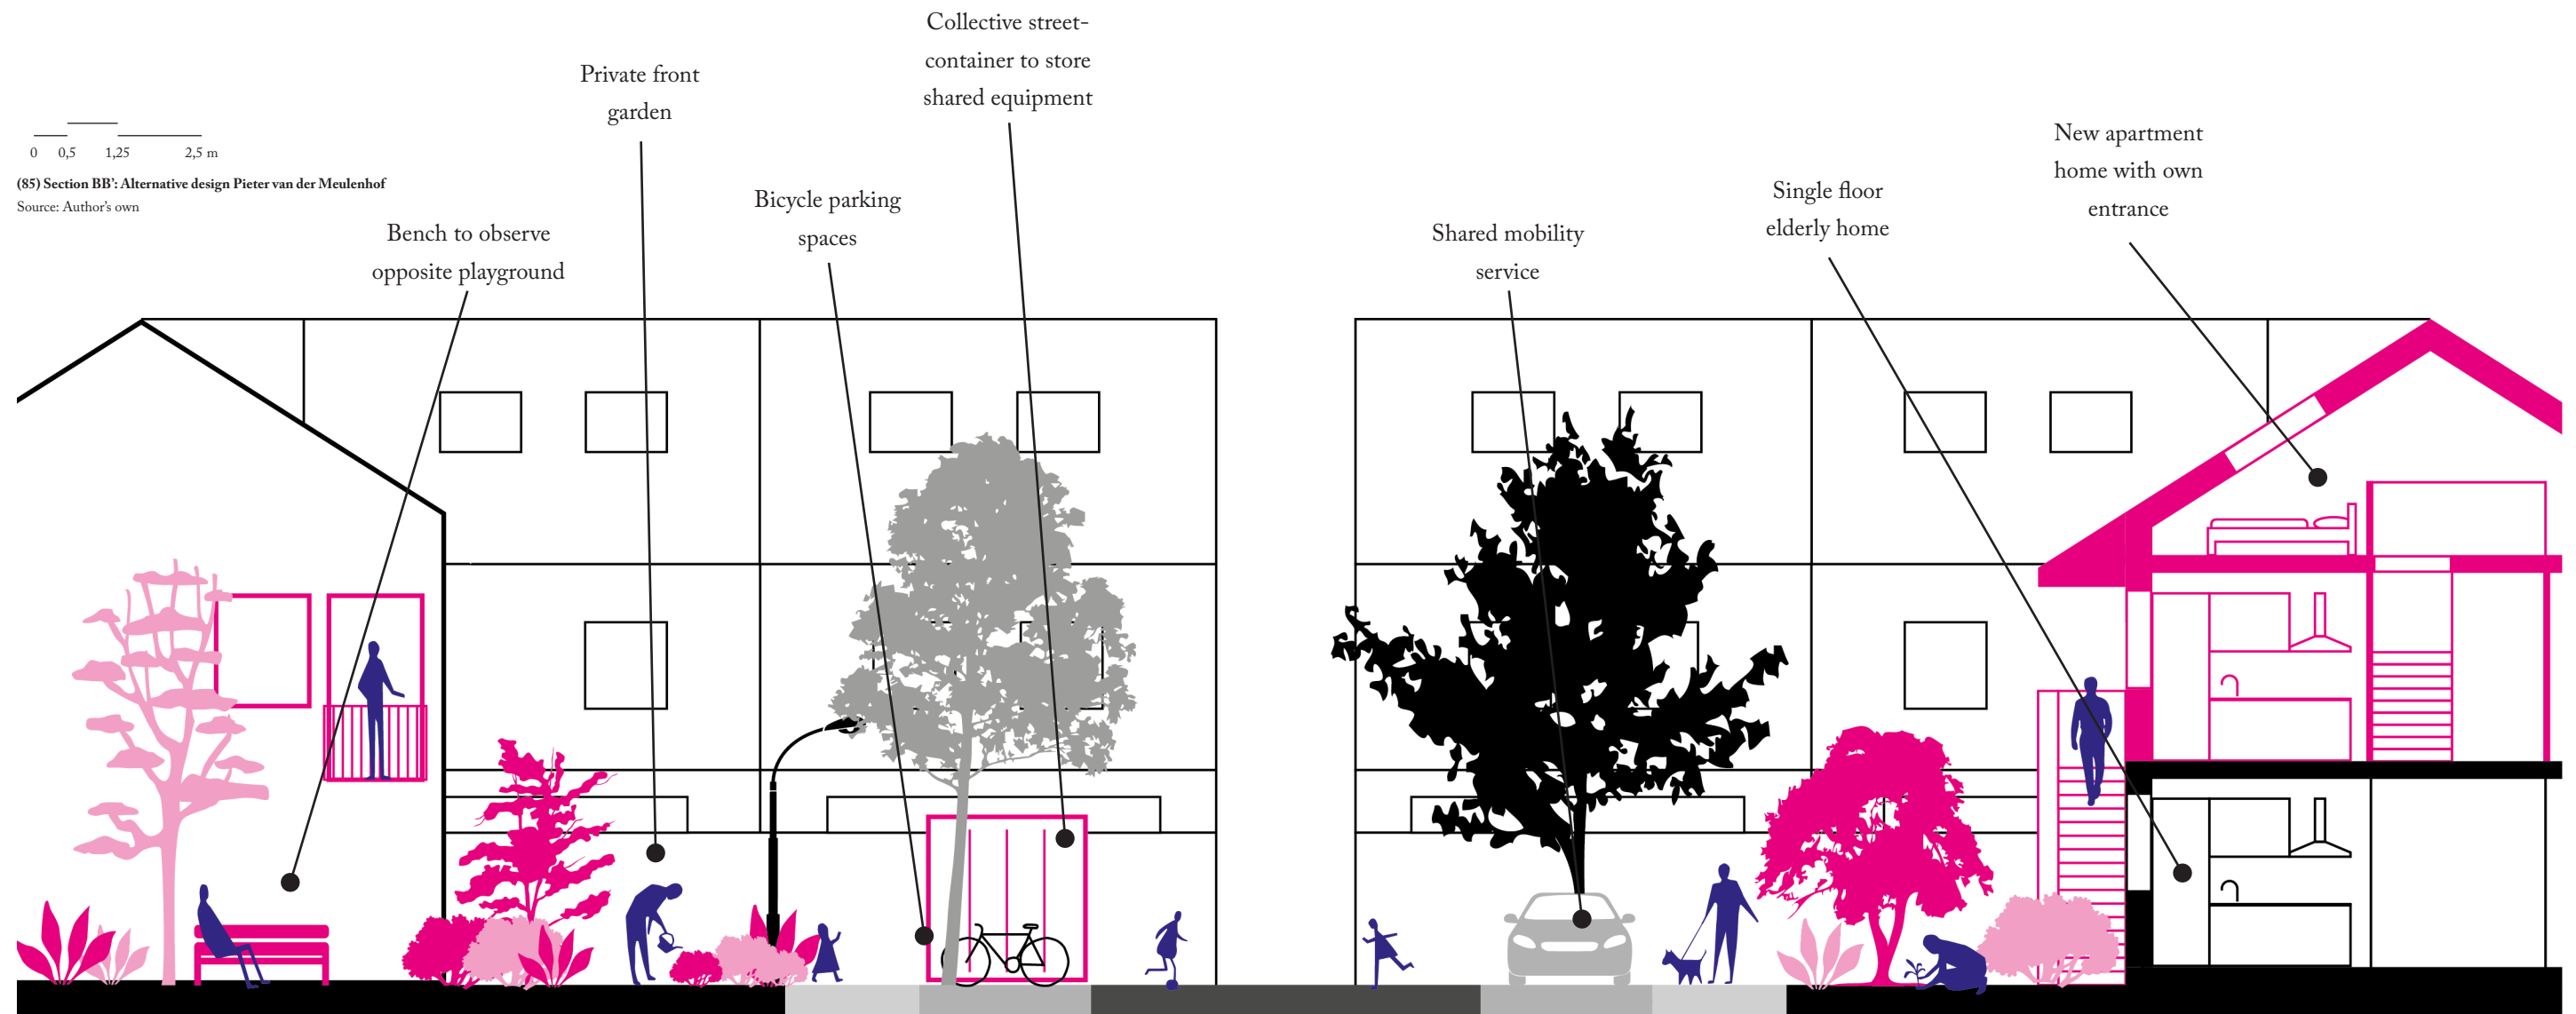 Collective street-
container to store
shared equipment
Private front
garden
New apartment
home with own
entrance
0 0,5 1,25 2,5 m
(85) Section BB’: Alternative design Pieter van der Meulenhof
Source: Author’s own
Bench to observe
opposite playground
Bicycle parking
spaces
Shared mobility
service
Single floor
elderly home